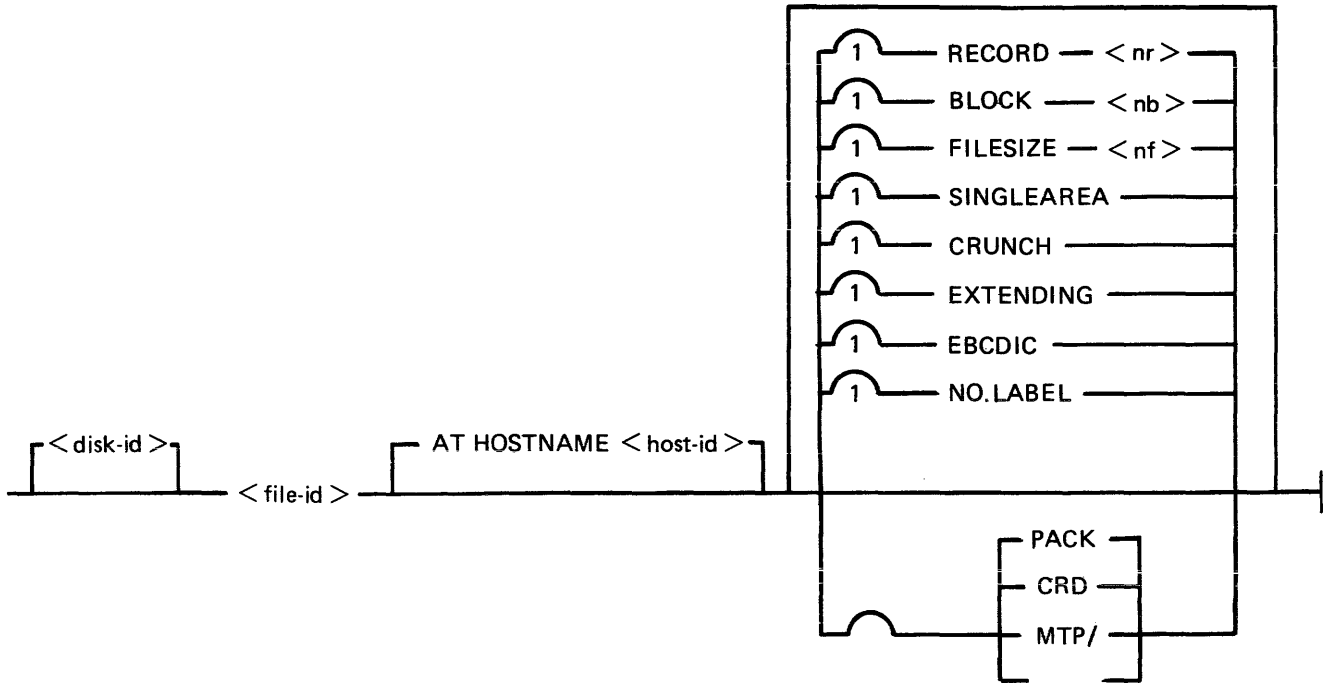 1 RECORD < nr >
1 BLOCK < nb >
1 FILESIZE < nf >
1 SINGLEAREA
1 CRUNCH
1 EXTENDING
1 EBCDIC
1 NO.LABEL
< disk-id > AT HOSTNAME < host-id >
< file-id >
PACK
CRD
MTP/